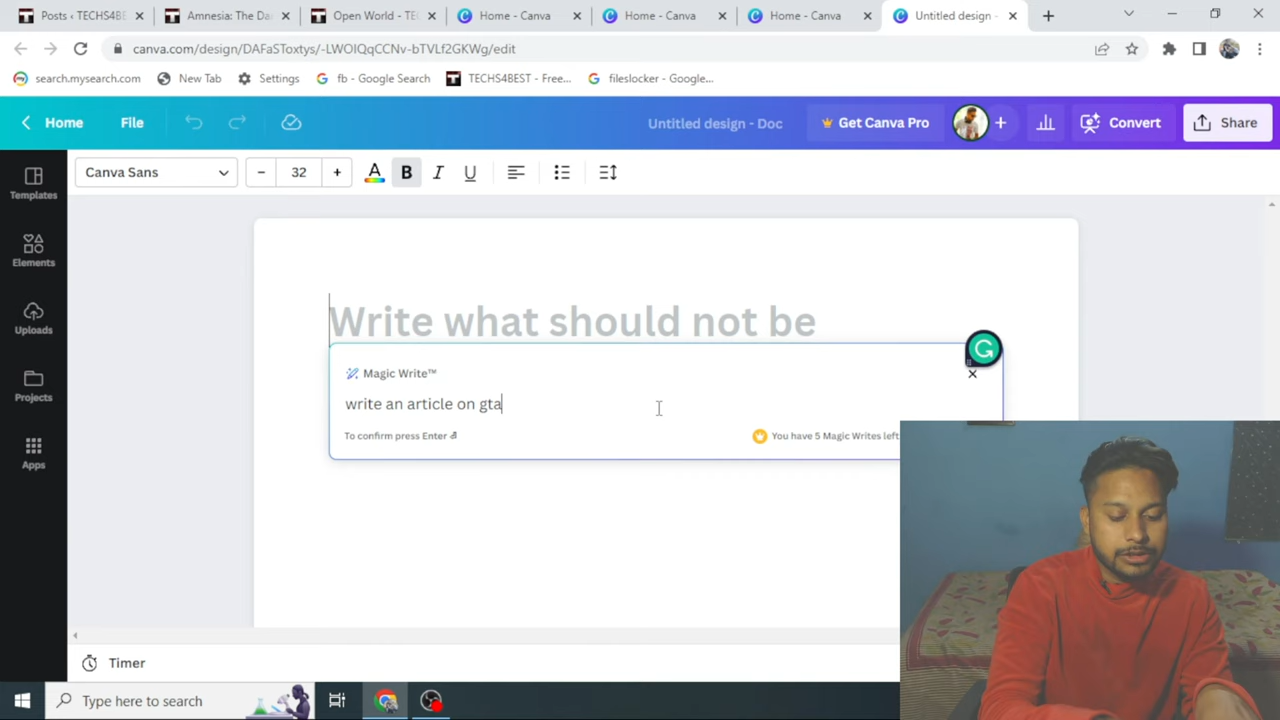 Posts ‹ TECHS4BE
Amnesia: The Da
Open World - TE
Home - Canva
Home - Canva
Home - Canva
Untitled design -
canva.com/design/DAFaSToxtys/-LWOIQqCCNv-bTVLf2GKWg/edit
search.mysearch.com
New Tab
Settings
fb - Google Search
TECHS4BEST - Free...
fileslocker - Google...
Home
File
Untitled design - Doc
Get Canva Pro
Convert
Share
Canva Sans
32
Templates
Elements
Uploads
Projects
Apps
Write what should not be
Magic Write™
write an article on gta
To confirm press Enter
You have 5 Magic Writes left
Timer
Type here to search